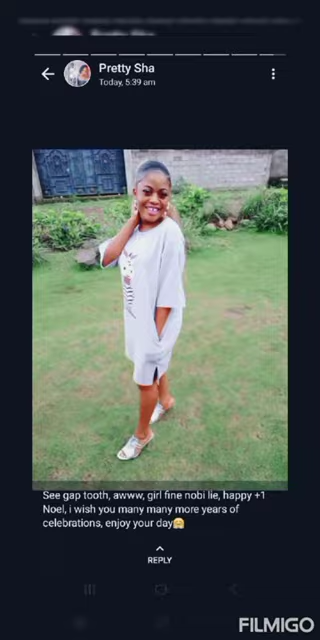 Pretty Sha
Today, 5:39 am
See gap tooth, awww, girl fine nobi lie, happy +1
Noel, i wish you many many more years of
celebrations, enjoy your day🤗
REPLY
FILMIGO